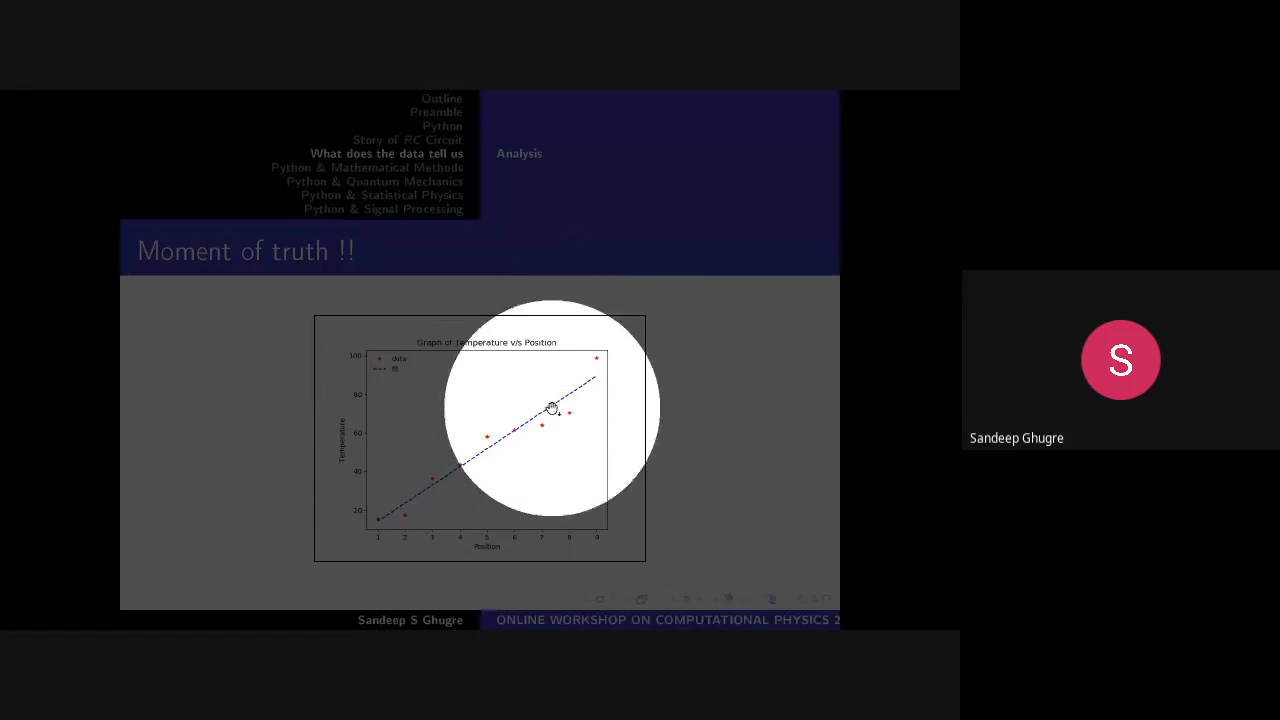 Outline
Preamble
Python
Story of RC Circuit
What does the data tell us
Python & Mathematical Methods
Python & Quantum Mechanics
Python & Statistical Physics
Python & Signal Processing
Analysis
Moment of truth !!
Graph of Temperature v/s Position
data
fit
100
80
60
40
20
Temperature
1 2 3 4 5 6 7 8 9
Position
Sandeep S Ghugre
ONLINE WORKSHOP ON COMPUTATIONAL PHYSICS 2
S
Sandeep Ghugre